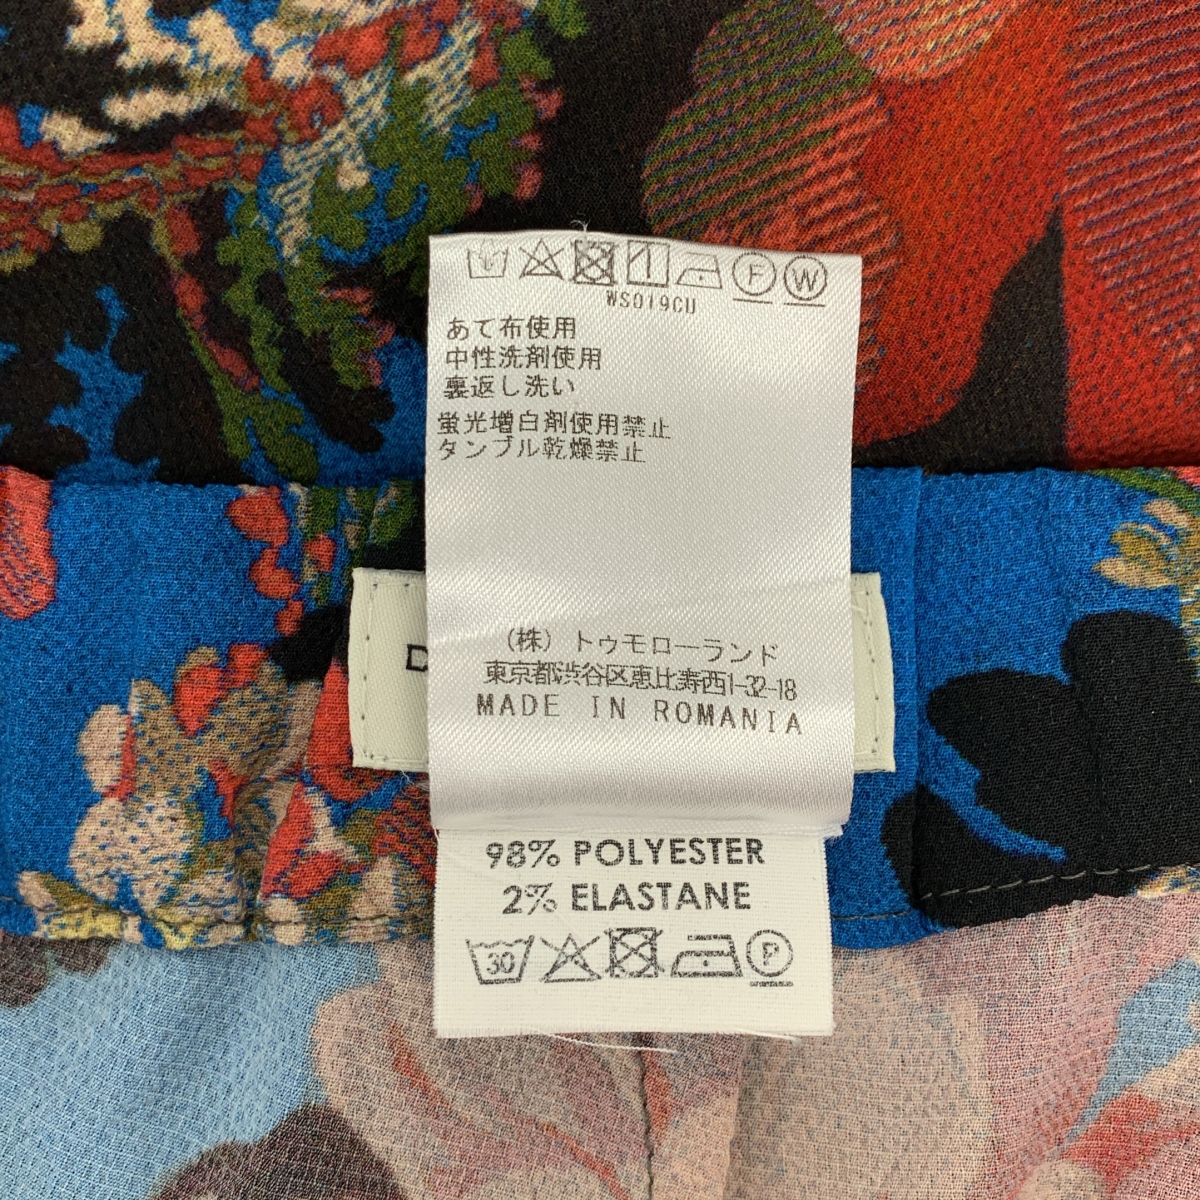 F W
WS019CU
あて布使用
中性洗剤使用
裏返し洗い
蛍光増白剤使用禁止
タンブル乾燥禁止
D
(株) トゥモローランド
東京都渋谷区恵比寿西1-32-18
MADE IN ROMANIA
98% POLYESTER
2% ELASTANE
30 P